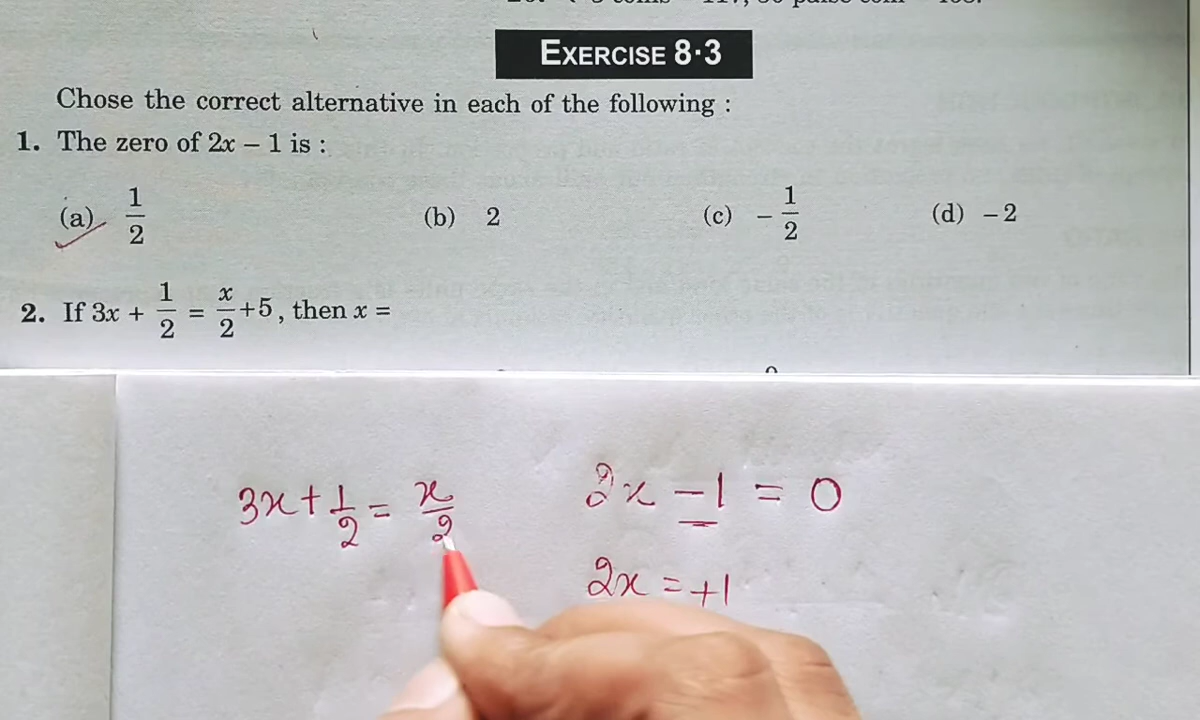 EXERCISE 8·3
Chose the correct alternative in each of the following :
1. The zero of 2x – 1 is :
(a) 1/2 (b) 2 (c) – 1/2 (d) – 2
2. If 3x + 1/2 = x/2 +5, then x =
3x + 1/2 = x/2
2x – 1 = 0
2x = +1